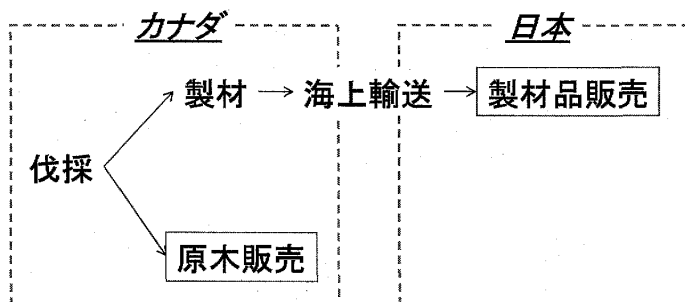 カナダ
日本
製材 → 海上輸送 → 製材品販売
伐採
原木販売